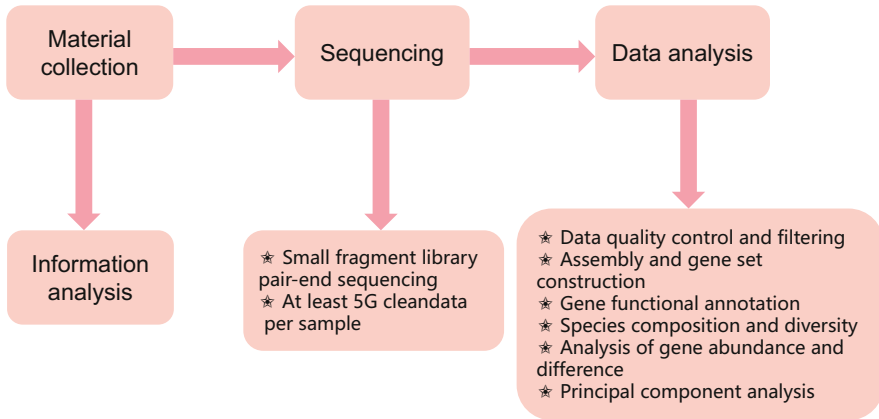 Material
collection
Sequencing
Data analysis
Information
analysis
✬ Small fragment library
pair-end sequencing
✬ At least 5G cleandata
per sample
✬ Data quality control and filtering
✬ Assembly and gene set
construction
✬ Gene functional annotation
✬ Species composition and diversity
✬ Analysis of gene abundance and
difference
✬ Principal component analysis